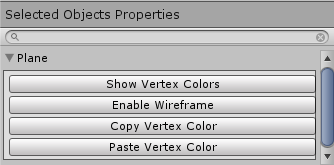 Selected Objects Properties
Plane
Show Vertex Colors
Enable Wireframe
Copy Vertex Color
Paste Vertex Color